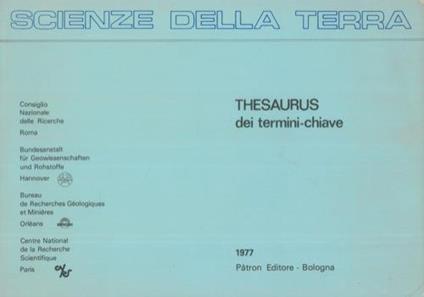 SCIENZE DELLA TERRA
THESAURUS
dei termini-chiave
Consiglio
Nazionale
delle Ricerche
Roma
Bundesanstalt
für Geowissenschaften
und Rohstoffe
Hannover
Bureau
de Recherches Géologiques
et Minières
Orléans
Centre National
de la Recherche
Scientifique
Paris
1977
Pàtron Editore - Bologna